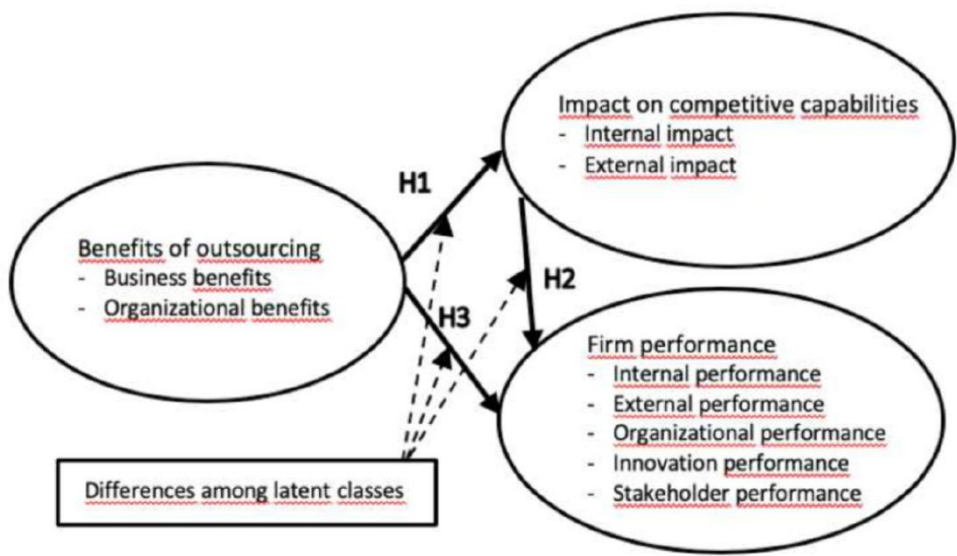 Impact on competitive capabilities
- Internal impact
- External impact
H1
Benefits of outsourcing
- Business benefits
- Organizational benefits
H2
H3
Firm performance
- Internal performance
- External performance
- Organizational performance
- Innovation performance
- Stakeholder performance
Differences among latent classes